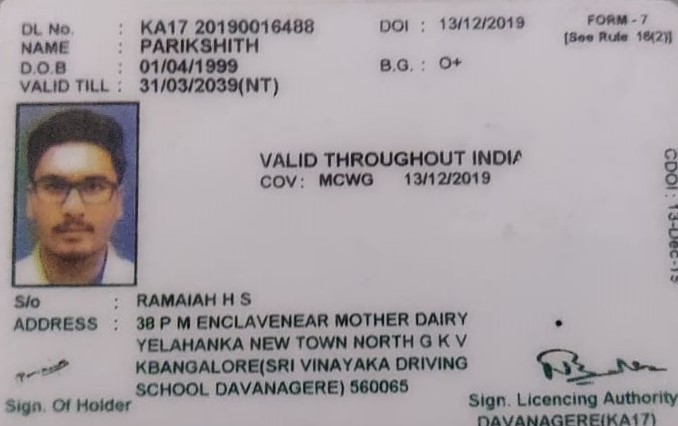 DL No. : KA17 20190016488 DOI : 13/12/2019 FORM - 7
NAME : PARIKSHITH [See Rule 16(2)]
D.O.B : 01/04/1999 B.G. : O+
VALID TILL : 31/03/2039(NT)
VALID THROUGHOUT INDIA
COV : MCWG 13/12/2019
CDOI : 13-Dec-19
S/o : RAMAIAH H S
ADDRESS : 38 P M ENCLAVENEAR MOTHER DAIRY
YELAHANKA NEW TOWN NORTH G K V
KBANGALORE(SRI VINAYAKA DRIVING
SCHOOL DAVANAGERE) 560065
Sign. Of Holder
Sign. Licencing Authority
DAVANAGERE(KA17)